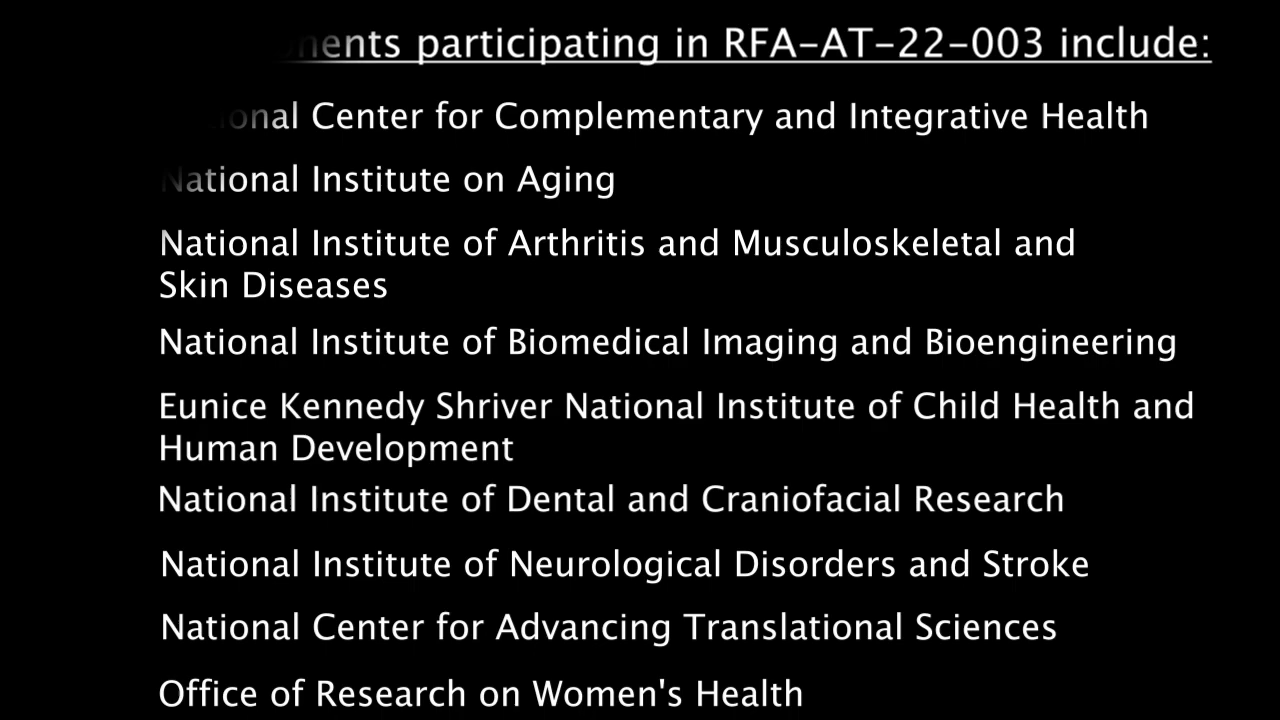 participating in RFA-AT-22-003 include:
National Center for Complementary and Integrative Health
National Institute on Aging
National Institute of Arthritis and Musculoskeletal and
Skin Diseases
National Institute of Biomedical Imaging and Bioengineering
Eunice Kennedy Shriver National Institute of Child Health and
Human Development
National Institute of Dental and Craniofacial Research
National Institute of Neurological Disorders and Stroke
National Center for Advancing Translational Sciences
Office of Research on Women's Health